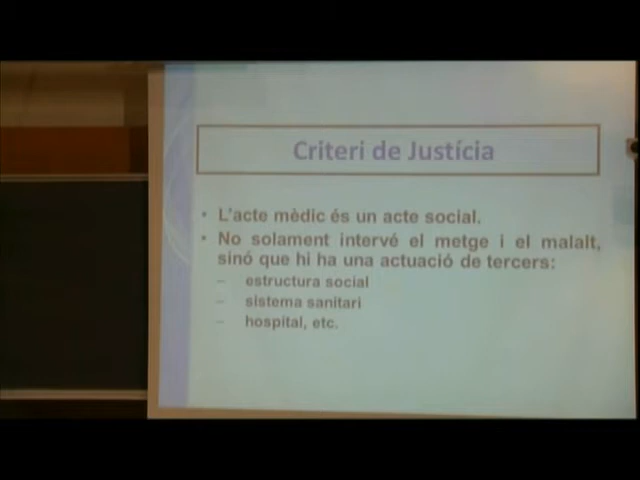 Criteri de Justícia
• L'acte mèdic és un acte social.
• No solament intervé el metge i el malalt,
sinó que hi ha una actuació de tercers:
– estructura social
– sistema sanitari
– hospital, etc.